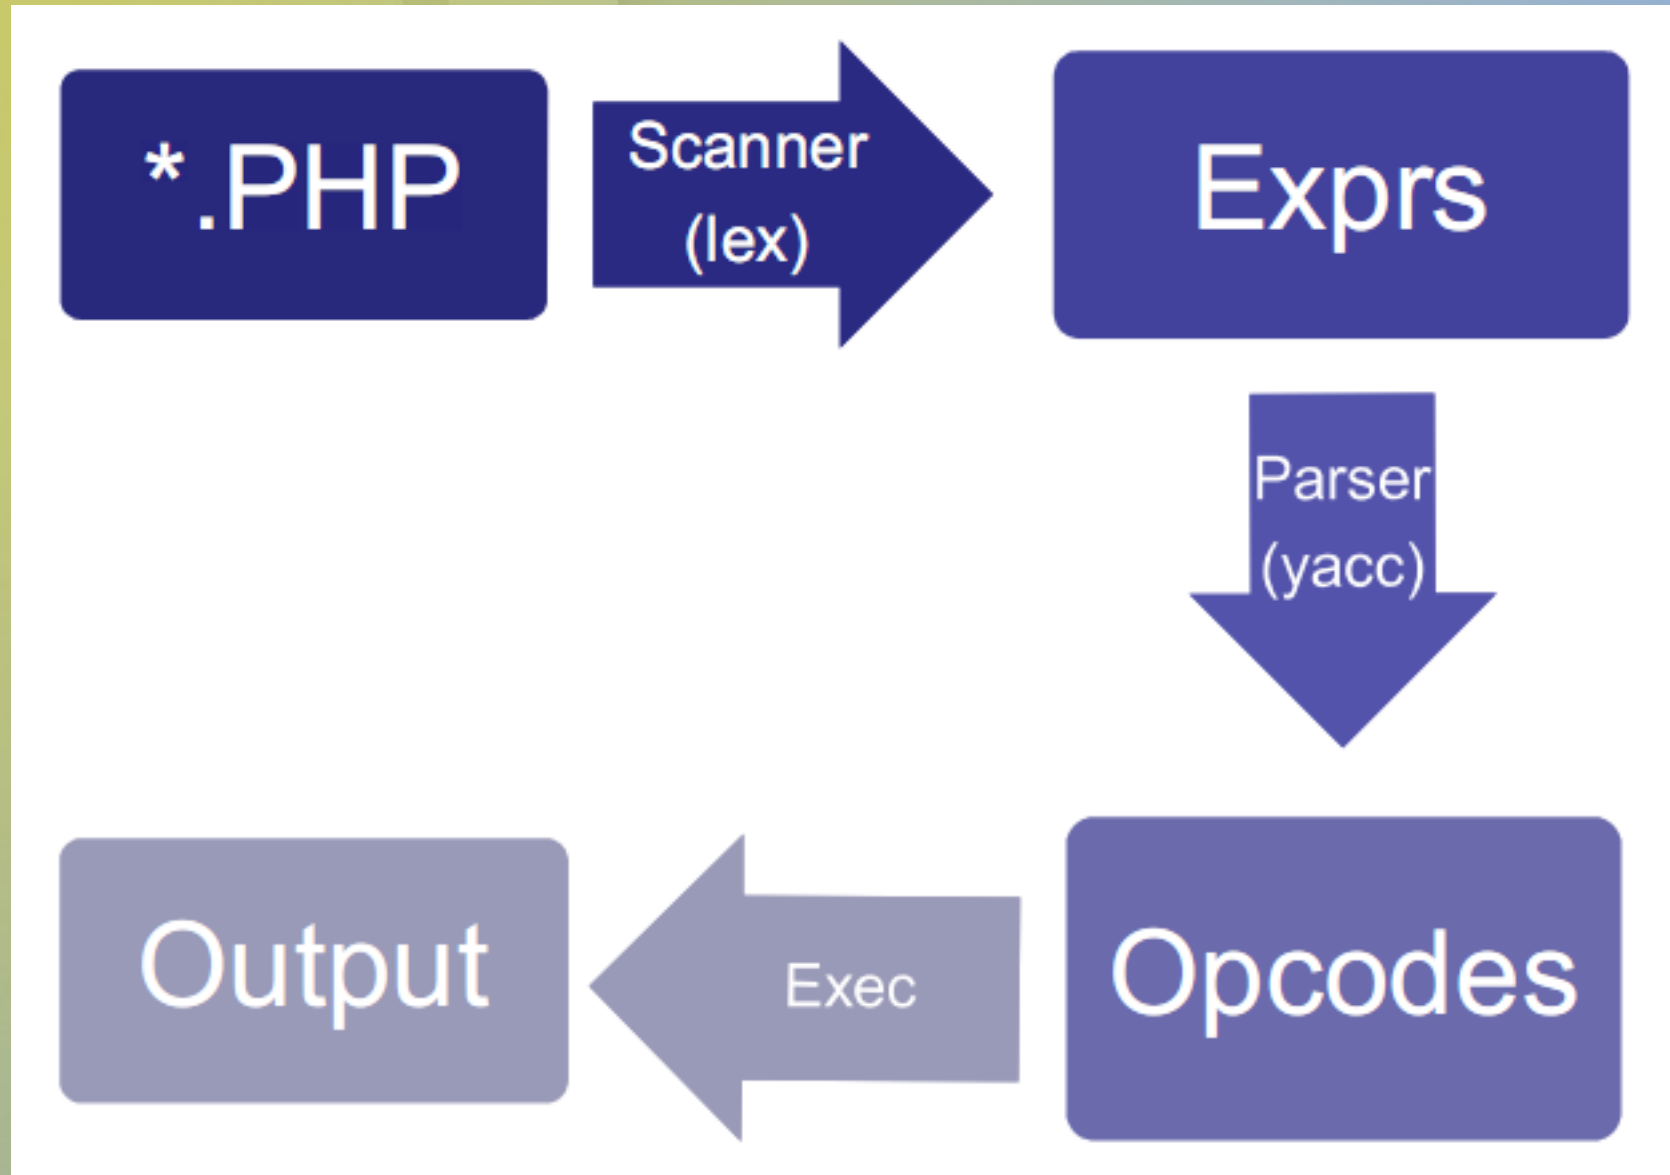 *.PHP
Scanner
(lex)
Exprs
Parser
(yacc)
Opcodes
Exec
Output